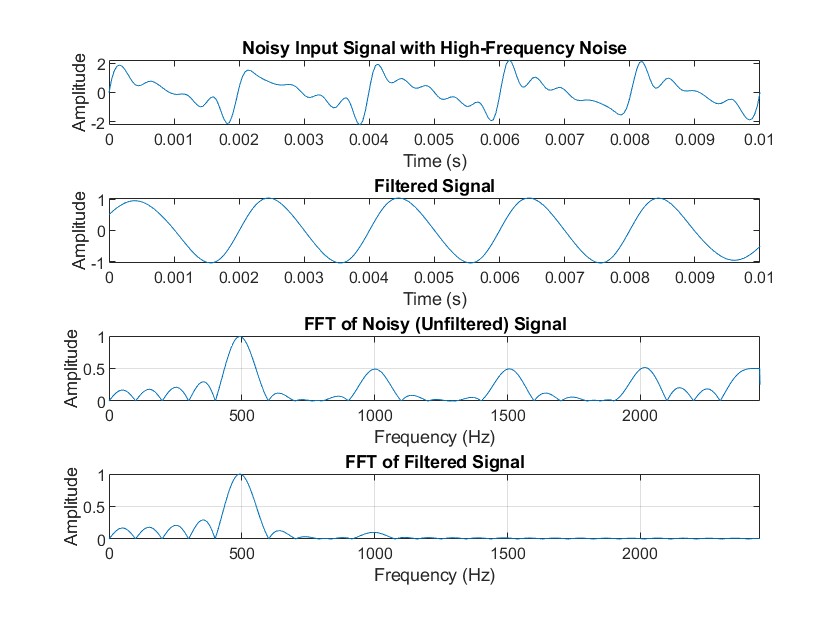 Noisy Input Signal with High-Frequency Noise
Amplitude
2
0
-2
0 0.001 0.002 0.003 0.004 0.005 0.006 0.007 0.008 0.009 0.01
Time (s)
Filtered Signal
Amplitude
1
0
-1
0 0.001 0.002 0.003 0.004 0.005 0.006 0.007 0.008 0.009 0.01
Time (s)
FFT of Noisy (Unfiltered) Signal
Amplitude
1
0.5
0
0 500 1000 1500 2000
Frequency (Hz)
FFT of Filtered Signal
Amplitude
1
0.5
0
0 500 1000 1500 2000
Frequency (Hz)